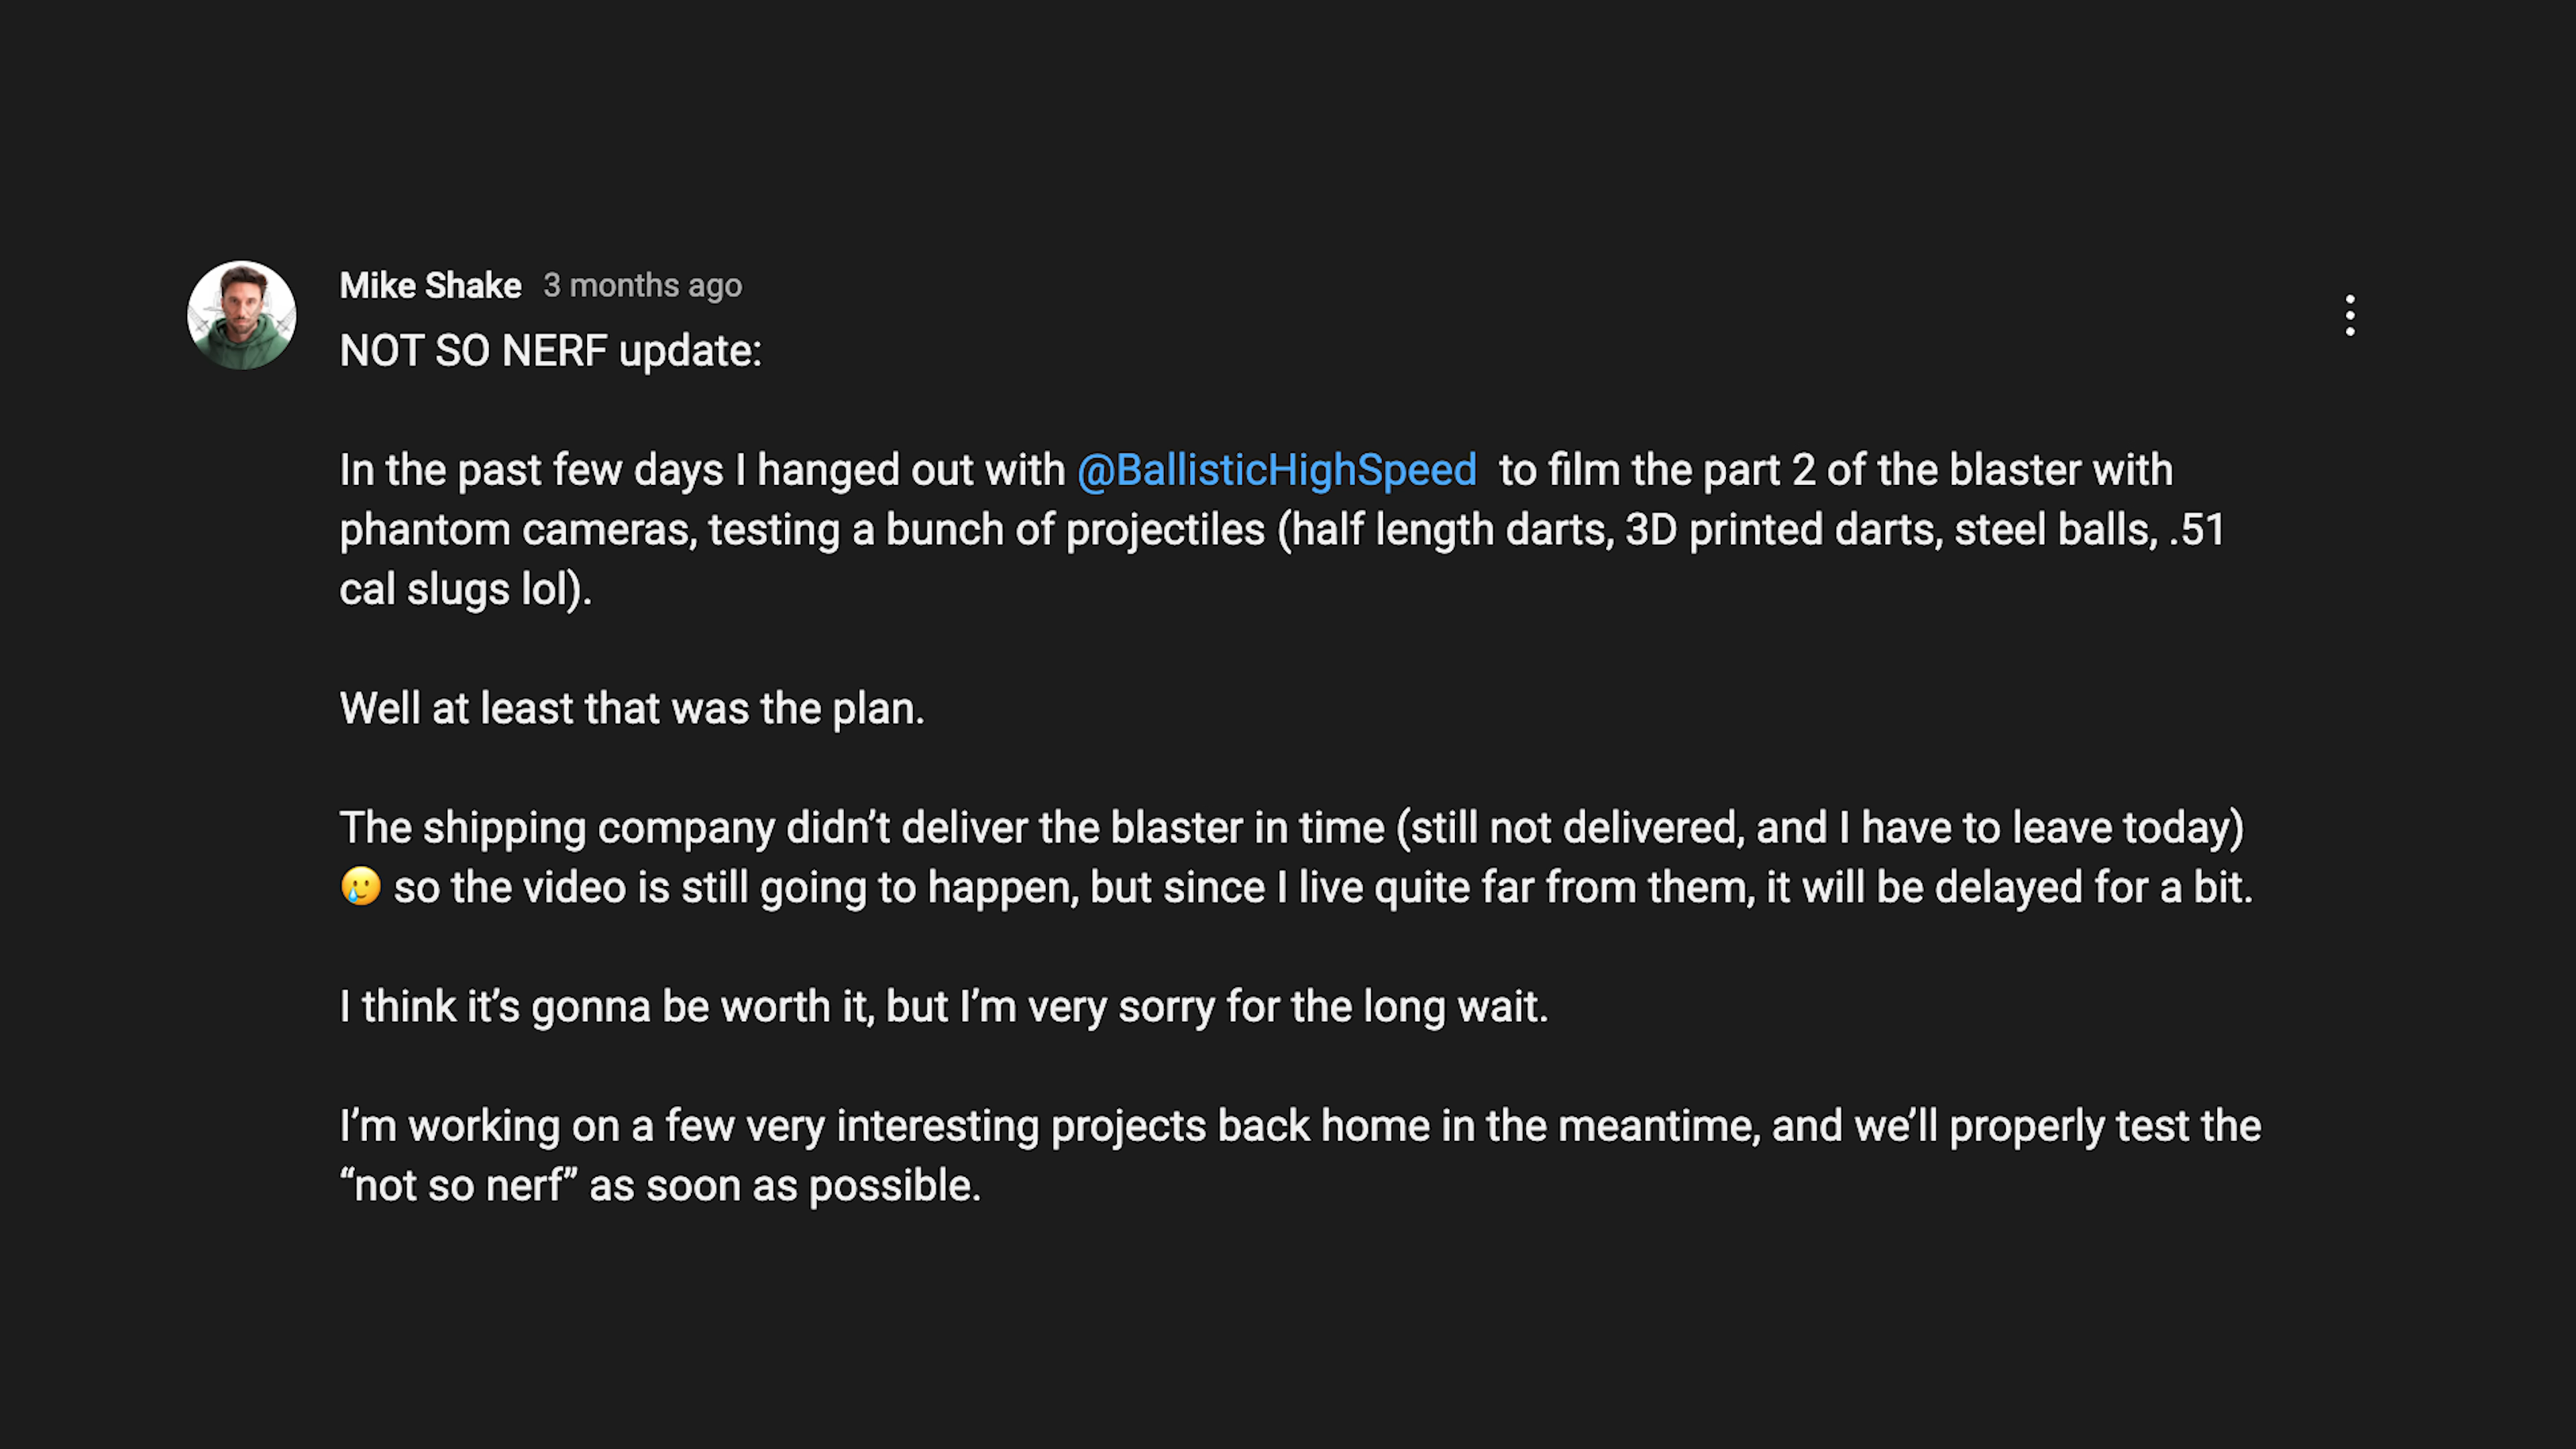 Mike Shake 3 months ago
NOT SO NERF update:
In the past few days I hanged out with @BallisticHighSpeed to film the part 2 of the blaster with
phantom cameras, testing a bunch of projectiles (half length darts, 3D printed darts, steel balls, .51
cal slugs lol).
Well at least that was the plan.
The shipping company didn’t deliver the blaster in time (still not delivered, and I have to leave today)
🥲 so the video is still going to happen, but since I live quite far from them, it will be delayed for a bit.
I think it’s gonna be worth it, but I’m very sorry for the long wait.
I’m working on a few very interesting projects back home in the meantime, and we’ll properly test the
“not so nerf” as soon as possible.